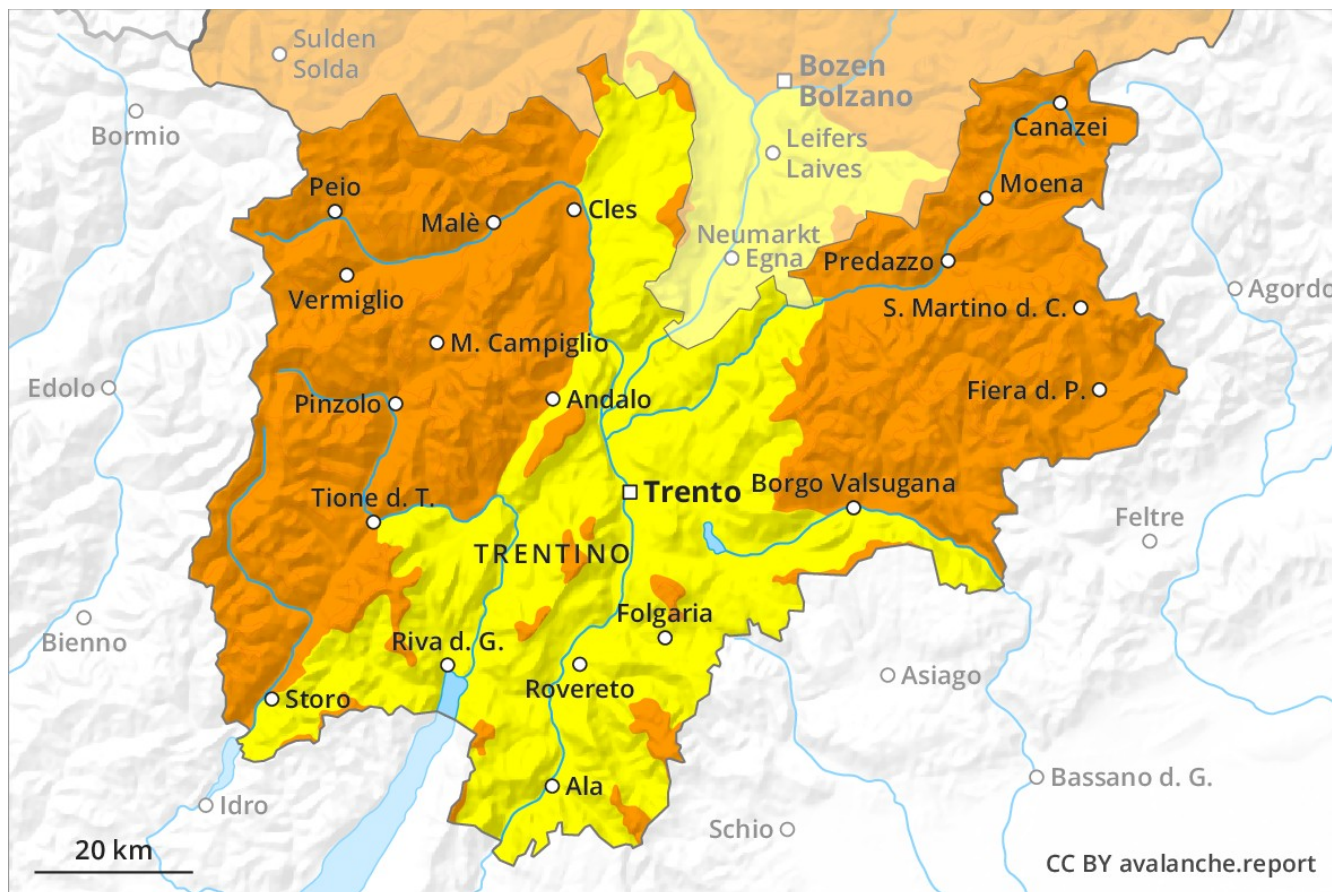 Sulden
Solda
Bozen
Bolzano
Bormio
Canazei
Leifers
Laives
Peio
Moena
Malè
Cles
Neumarkt
Egna
Predazzo
Vermiglio
Agordo
S. Martino d. C.
M. Campiglio
Edolo
Pinzolo
Andalo
Fiera d. P.
Tione d. T.
Trento
Borgo Valsugana
Feltre
TRENTINO
Folgaria
Bienno
Riva d. G.
Asiago
Rovereto
Storo
Ala
Bassano d. G.
Idro
Schio
20 km
CC BY avalanche.report